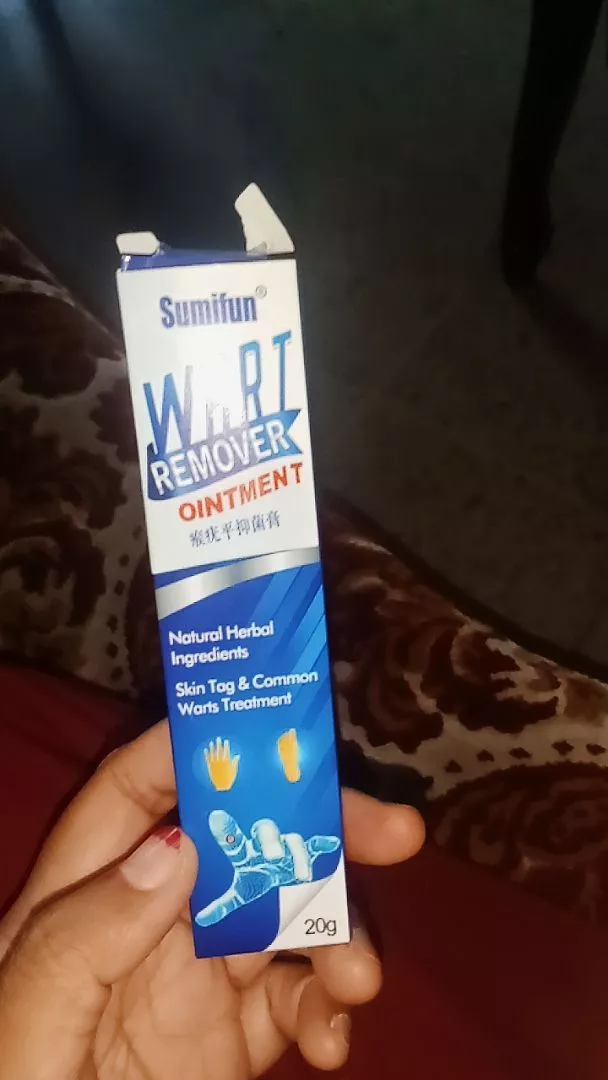 Sumifun®
WART
REMOVER
OINTMENT
瘊疣平抑菌膏
Natural Herbal
Ingredients
Skin Tag & Common
Warts Treatment
20g